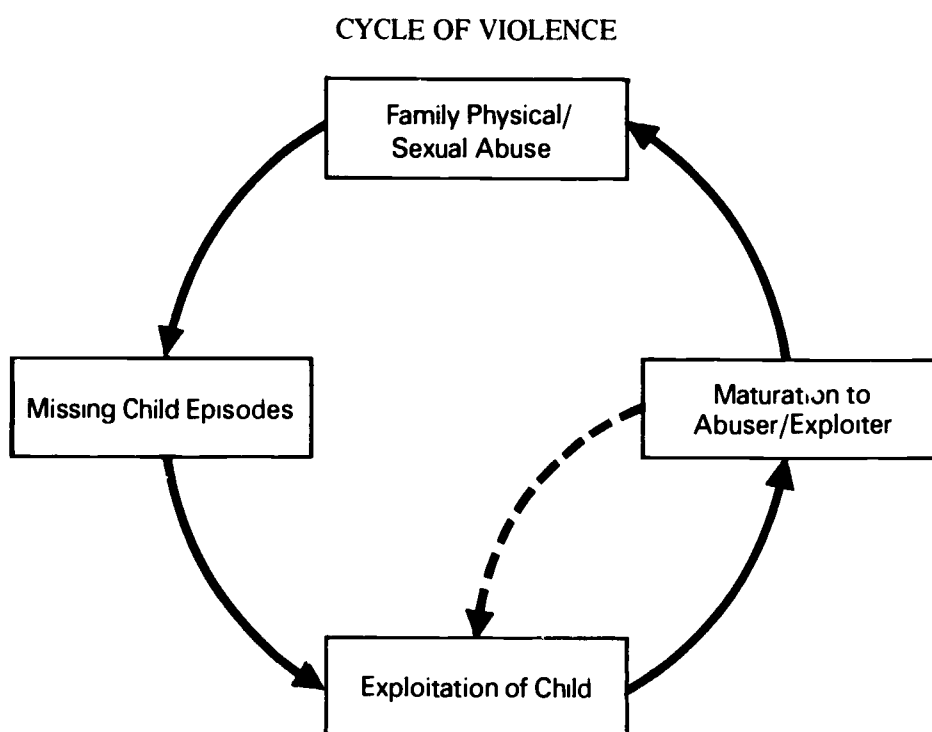 CYCLE OF VIOLENCE
Family Physical/
Sexual Abuse
Missing Child Episodes
Maturation to
Abuser/Exploiter
Exploitation of Child